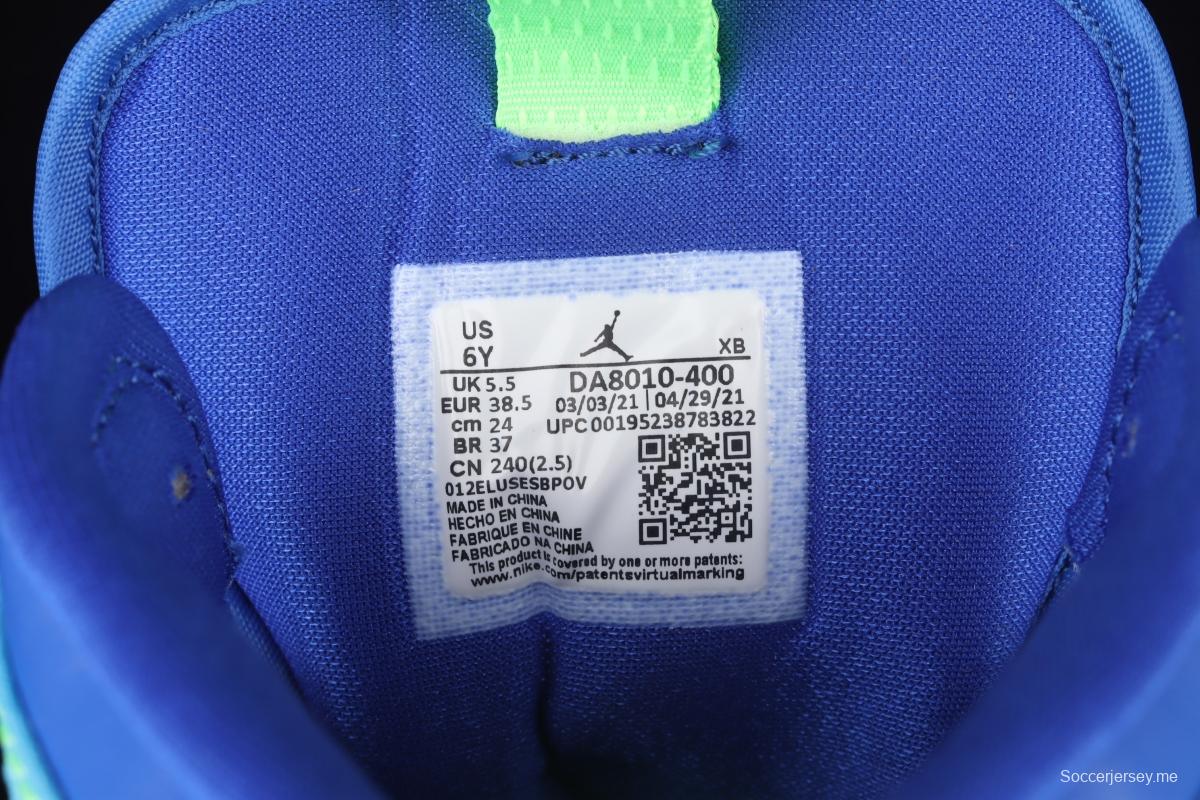 US
6Y
XB
UK 5.5
DA8010-400
EUR 38.5
03/03/21 | 04/29/21
cm 24
UPC 00195238783822
BR 37
CN 240(2.5)
012ELUSESBPOV
MADE IN CHINA
HECHO EN CHINA
FABRIQUE EN CHINE
FABRICADO NA CHINA
This product is covered by one or more patents:
www.nike.com/patentsvirtualmarking
Soccerjersey.me